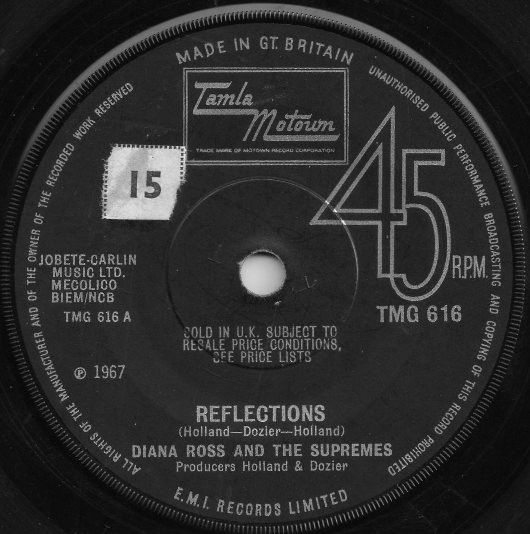 MADE IN GT. BRITAIN
UNAUTHORISED PUBLIC PERFORMANCE BROADCASTING AND COPYING OF THIS RECORD PROHIBITED
ALL RIGHTS OF THE MANUFACTURER AND OF THE OWNER OF THE RECORDED WORK RESERVED
Tamla
Motown
TRADE MARK OF MOTOWN RECORD CORPORATION
15
45
R.P.M.
JOBETE-CARLIN
MUSIC LTD.
MECOLICO
BIEM/NCB
TMG 616 A
TMG 616
SOLD IN U.K. SUBJECT TO
RESALE PRICE CONDITIONS,
SEE PRICE LISTS
℗ 1967
REFLECTIONS
(Holland—Dozier—Holland)
DIANA ROSS AND THE SUPREMES
Producers Holland & Dozier
E.M.I. RECORDS LIMITED